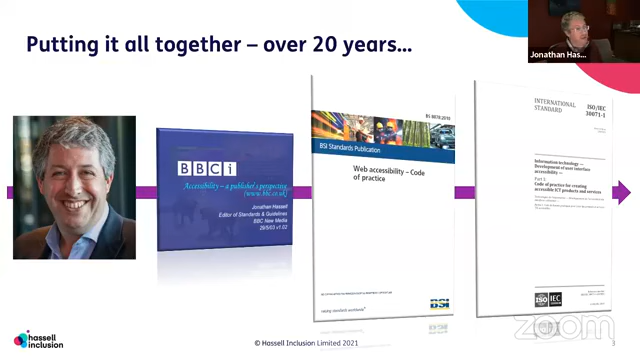 Putting it all together – over 20 years...
Jonathan Has...
BBCi
Accessibility – a publisher's perspective
(www.bbc.co.uk)
Jonathan Hassell
Editor of Standards & Guidelines
BBC New Media
29/5/03 v1.02
BS 8878:2010
BSI Standards Publication
Web accessibility – Code
of practice
BSI
INTERNATIONAL
STANDARD
ISO/IEC
30071-1
Information technology —
Development of user interface
accessibility —
Part 1:
Code of practice for creating
accessible ICT products and services
ISO
IEC
hassell
inclusion
© Hassell Inclusion Limited 2021
zoom